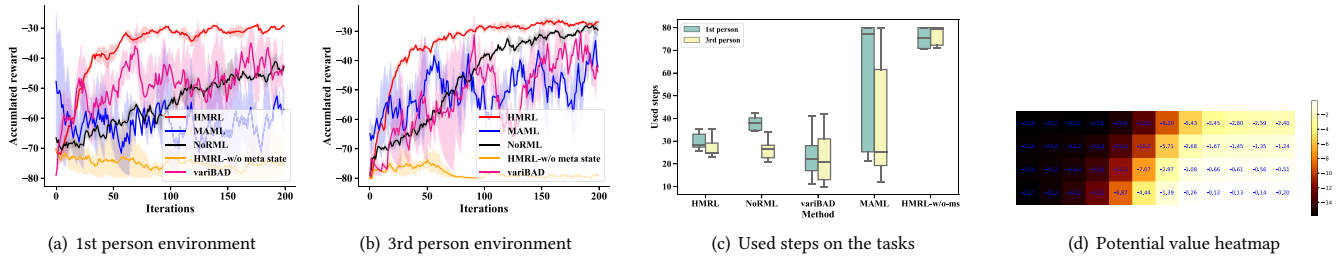 Accumulated reward
−30
−40
−50
−60
−70
−80
0
50
100
150
200
Iterations
HMRL
MAML
NoRML
HMRL-w/o meta state
variBAD
(a) 1st person environment
Accumulated reward
−30
−40
−50
−60
−70
−80
0
50
100
150
200
Iterations
HMRL
MAML
NoRML
HMRL-w/o meta state
variBAD
(b) 3rd person environment
Used steps
80
70
60
50
40
30
20
10
1st person
3rd person
HMRL
NoRML
variBAD
MAML
HMRL-w/o-ms
Method
(c) Used steps on the tasks
-5.43 -3.45 -2.80 -2.59 -2.40
-5.71 -2.68 -1.67 -1.45 -1.35 -1.24
-7.07 -2.97 -1.08 -0.66 -0.61 -0.56 -0.51
-8.87 -4.44 -1.39 -0.26 -0.12 -0.13 -0.14 -0.20
−2
−4
−6
−8
−10
−12
−14
(d) Potential value heatmap